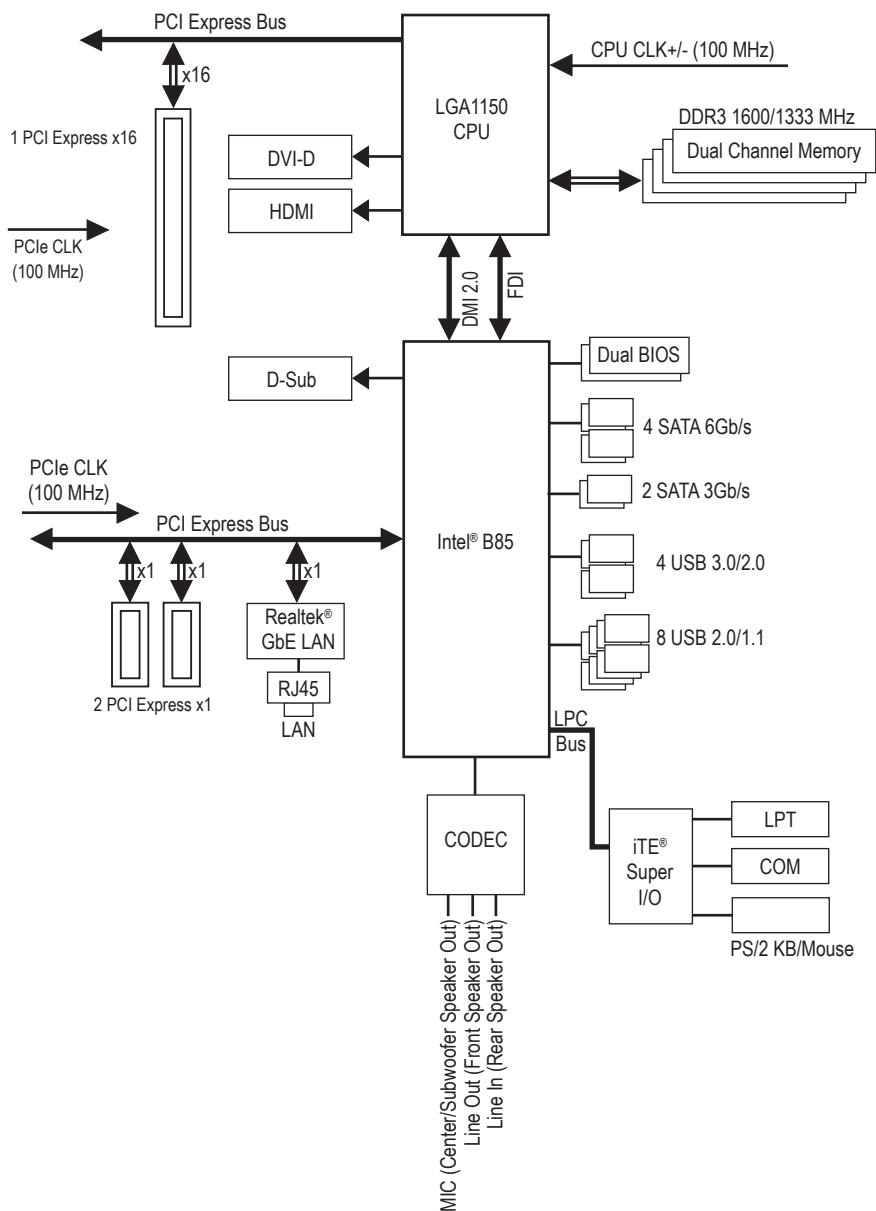 PCI Express Bus
x16
1 PCI Express x16
PCIe CLK
(100 MHz)
LGA1150
CPU
CPU CLK+/- (100 MHz)
DDR3 1600/1333 MHz
Dual Channel Memory
DVI-D
HDMI
DMI 2.0
FDI
D-Sub
Dual BIOS
4 SATA 6Gb/s
2 SATA 3Gb/s
4 USB 3.0/2.0
8 USB 2.0/1.1
Intel® B85
PCIe CLK
(100 MHz)
PCI Express Bus
x1
x1
x1
2 PCI Express x1
Realtek®
GbE LAN
RJ45
LAN
LPC
Bus
CODEC
iTE®
Super
I/O
LPT
COM
PS/2 KB/Mouse
MIC (Center/Subwoofer Speaker Out)
Line Out (Front Speaker Out)
Line In (Rear Speaker Out)